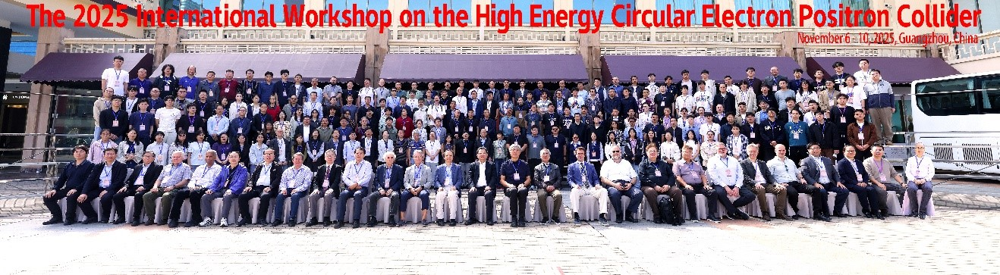 The 2025 International Workshop on the High Energy Circular Electron Positron Collider
November 6 - 10, 2025, Guangzhou, China